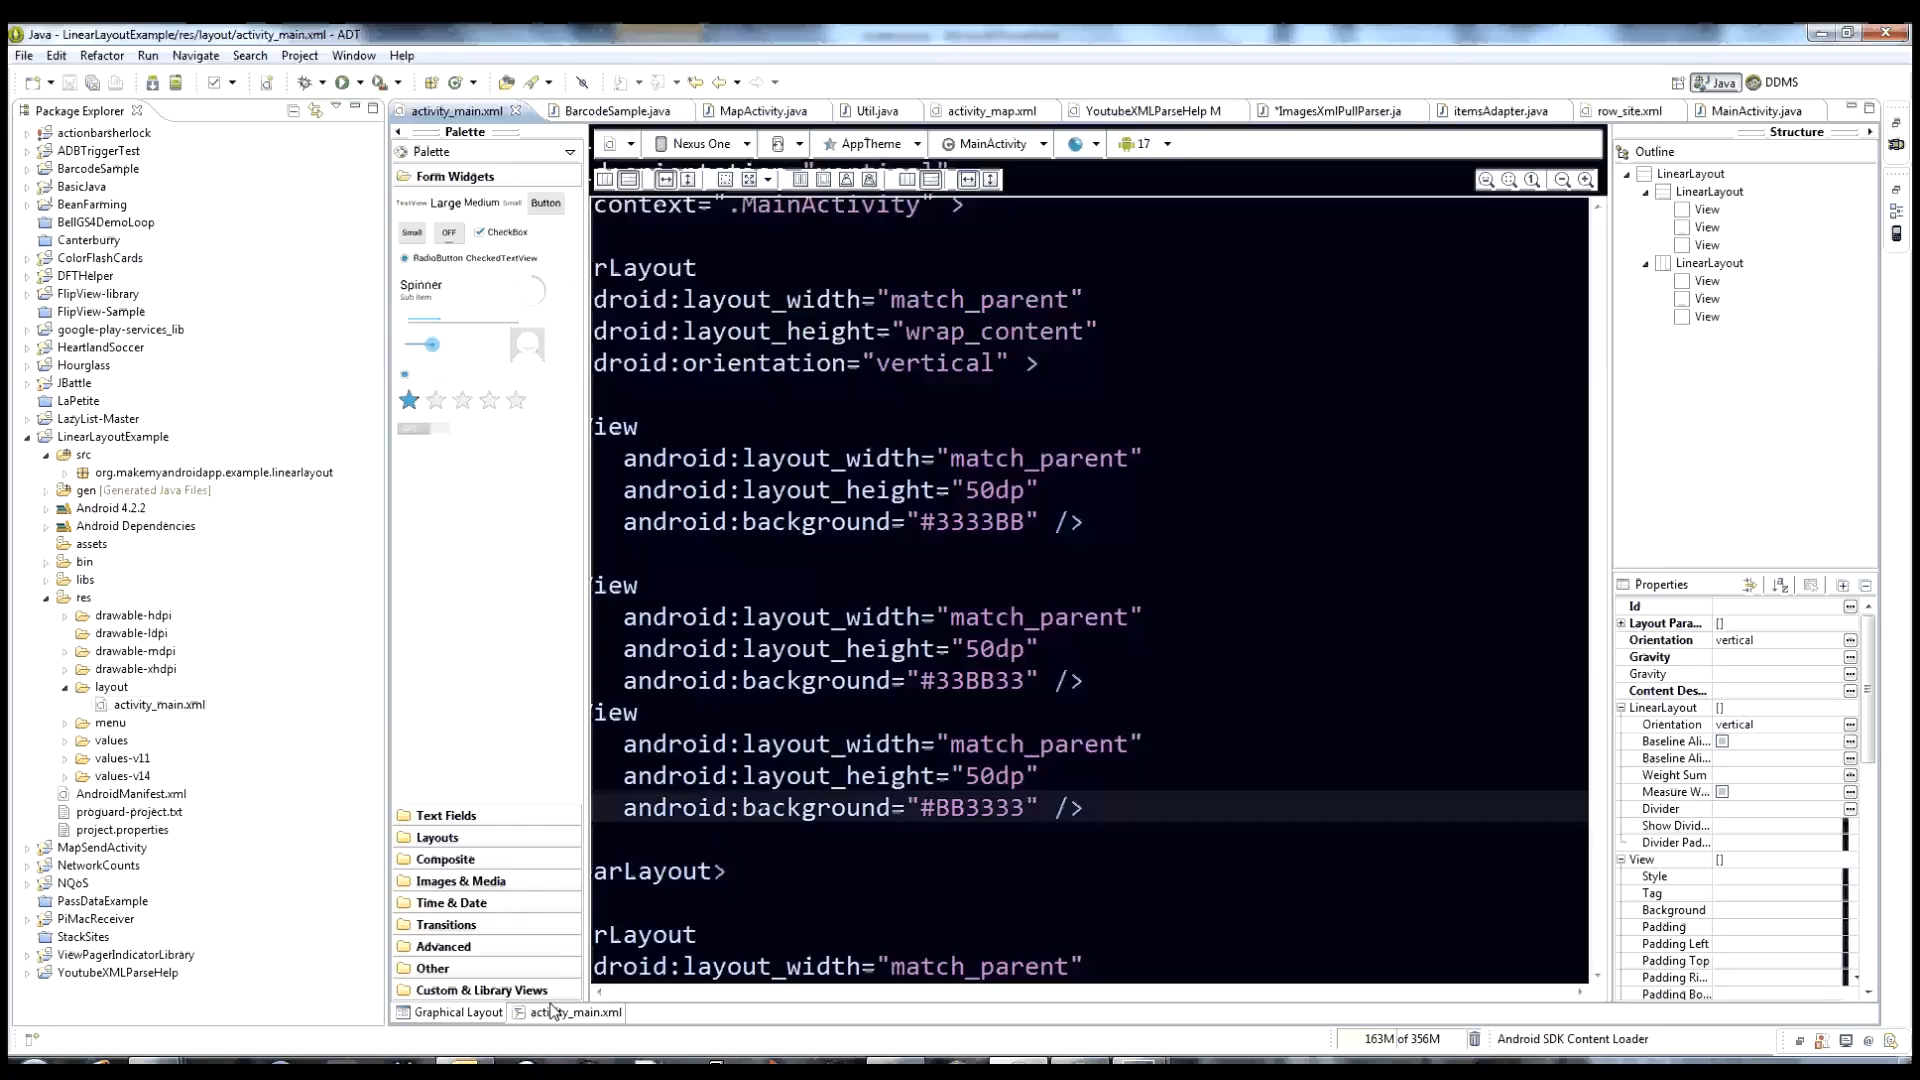 Java - LinearLayoutExample/res/layout/activity_main.xml - ADT
File Edit Refactor Run Navigate Search Project Window Help
Java DDMS
Package Explorer
activity_main.xml BarcodeSample.java MapActivity.java Util.java activity_map.xml YoutubeXMLParseHelp M *ImagesXmlPullParser.ja itemsAdapter.java row_site.xml MainActivity.java
actionbarsherlock
ADBTriggerTest
BarcodeSample
BasicJava
BeanFarming
BellGS4DemoLoop
Canterburry
ColorFlashCards
DFTHelper
FlipView-library
FlipView-Sample
google-play-services_lib
HeartlandSoccer
Hourglass
JBattle
LaPetite
LazyList-Master
LinearLayoutExample
src
org.makemyandroidapp.example.linearlayout
gen [Generated Java Files]
Android 4.2.2
Android Dependencies
assets
bin
libs
res
drawable-hdpi
drawable-ldpi
drawable-mdpi
drawable-xhdpi
layout
activity_main.xml
menu
values
values-v11
values-v14
AndroidManifest.xml
proguard-project.txt
project.properties
MapSendActivity
NetworkCounts
NQoS
PassDataExample
PiMacReceiver
StackSites
ViewPagerIndicatorLibrary
YoutubeXMLParseHelp
Palette
Palette
Form Widgets
TextView Large Medium Small Button
Small OFF CheckBox
RadioButton CheckedTextView
Spinner
Sub Item
Text Fields
Layouts
Composite
Images & Media
Time & Date
Transitions
Advanced
Other
Custom & Library Views
Graphical Layout
Nexus One AppTheme MainActivity 17
context=".MainActivity" >
rLayout
droid:layout_width="match_parent"
droid:layout_height="wrap_content"
droid:orientation="vertical" >
iew
android:layout_width="match_parent"
android:layout_height="50dp"
android:background="#3333BB" />
iew
android:layout_width="match_parent"
android:layout_height="50dp"
android:background="#33BB33" />
iew
android:layout_width="match_parent"
android:layout_height="50dp"
android:background="#BB3333" />
arLayout>
rLayout
droid:layout_width="match_parent"
Structure
Outline
LinearLayout
LinearLayout
View
View
View
LinearLayout
View
View
View
Properties
Id
Layout Para... []
Orientation vertical
Gravity
Gravity
Content Des...
LinearLayout []
Orientation vertical
Baseline Ali...
Baseline Ali...
Weight Sum
Measure W...
Divider
Show Divid...
Divider Pad...
View []
Style
Tag
Background
Padding
Padding Left
Padding Top
Padding Ri...
Padding Bo...
163M of 356M
Android SDK Content Loader